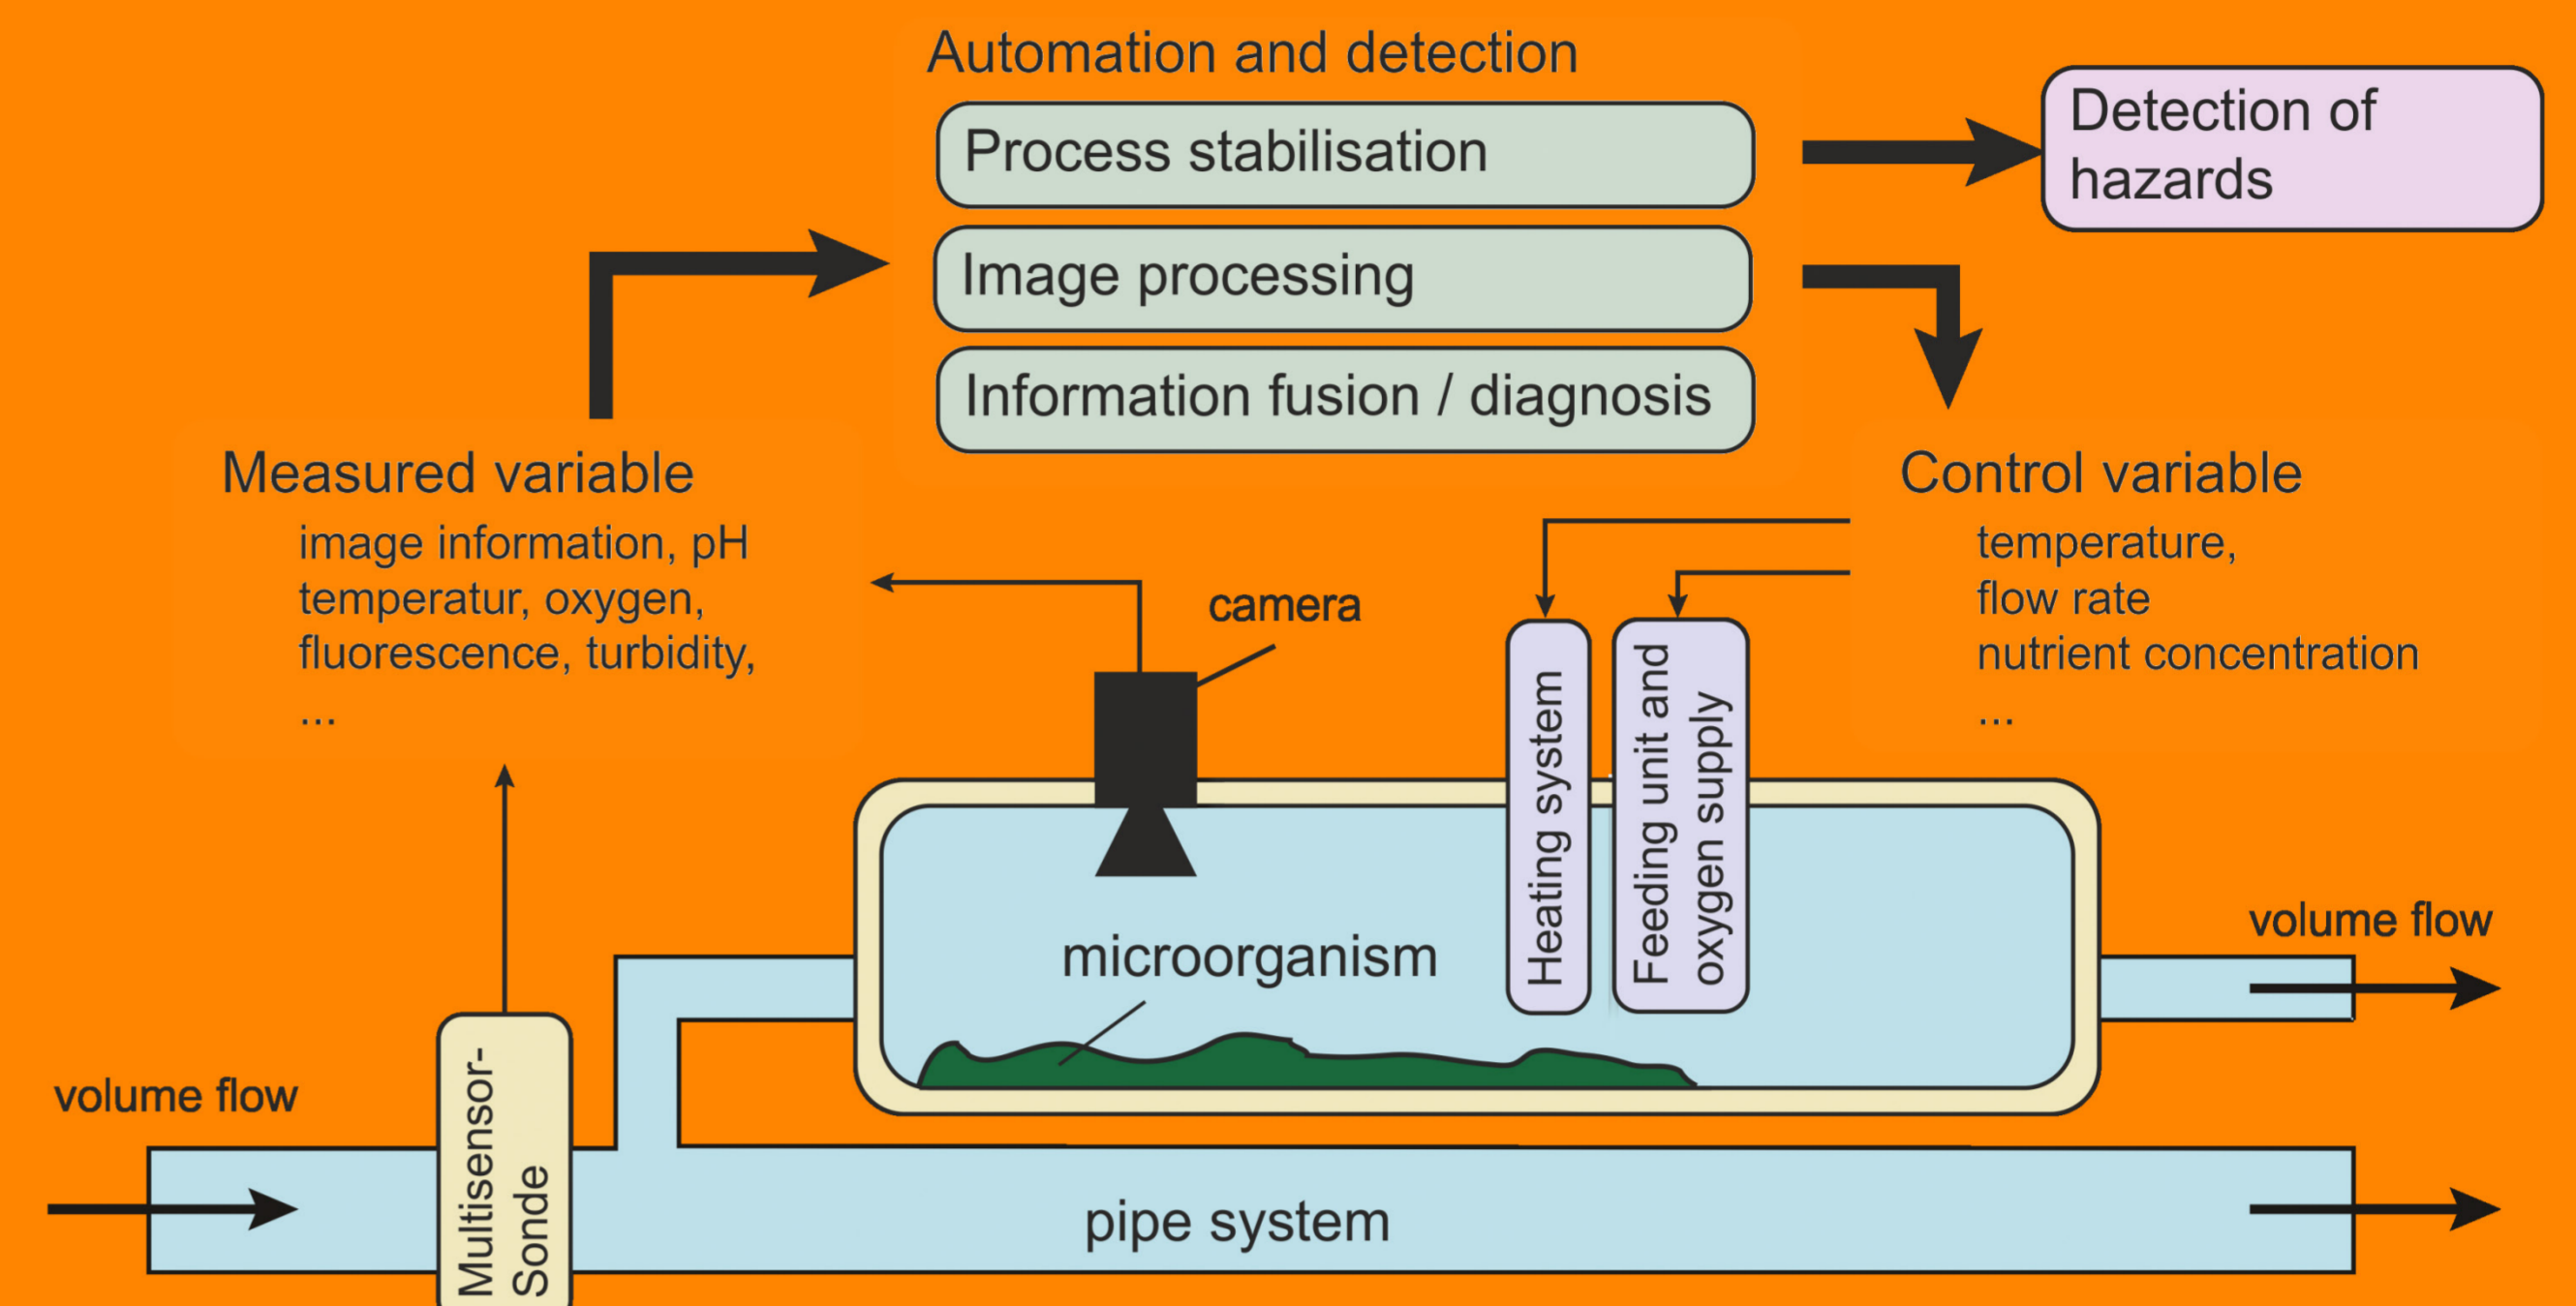 Automation and detection
Process stabilisation
Image processing
Information fusion / diagnosis
Detection of
hazards
Measured variable
image information, pH
temperatur, oxygen,
fluorescence, turbidity,
...
Control variable
temperature,
flow rate
nutrient concentration
...
camera
Heating system
Feeding unit and
oxygen supply
microorganism
volume flow
volume flow
Multisensor-
Sonde
pipe system